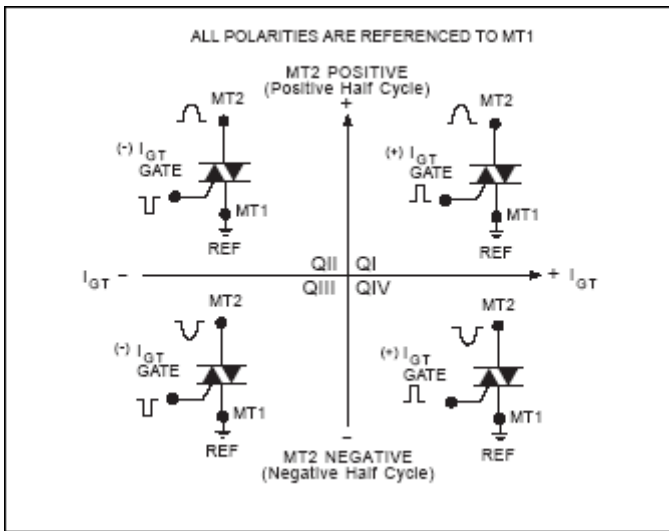 ALL POLARITIES ARE REFERENCED TO MT1
MT2 POSITIVE
(Positive Half Cycle)
+
MT2
(-) IGT
GATE
MT1
REF
MT2
(+) IGT
GATE
MT1
REF
IGT -
QII QI
QIII QIV
+ IGT
MT2
(-) IGT
GATE
MT1
REF
MT2
(+) IGT
GATE
MT1
REF
-
MT2 NEGATIVE
(Negative Half Cycle)